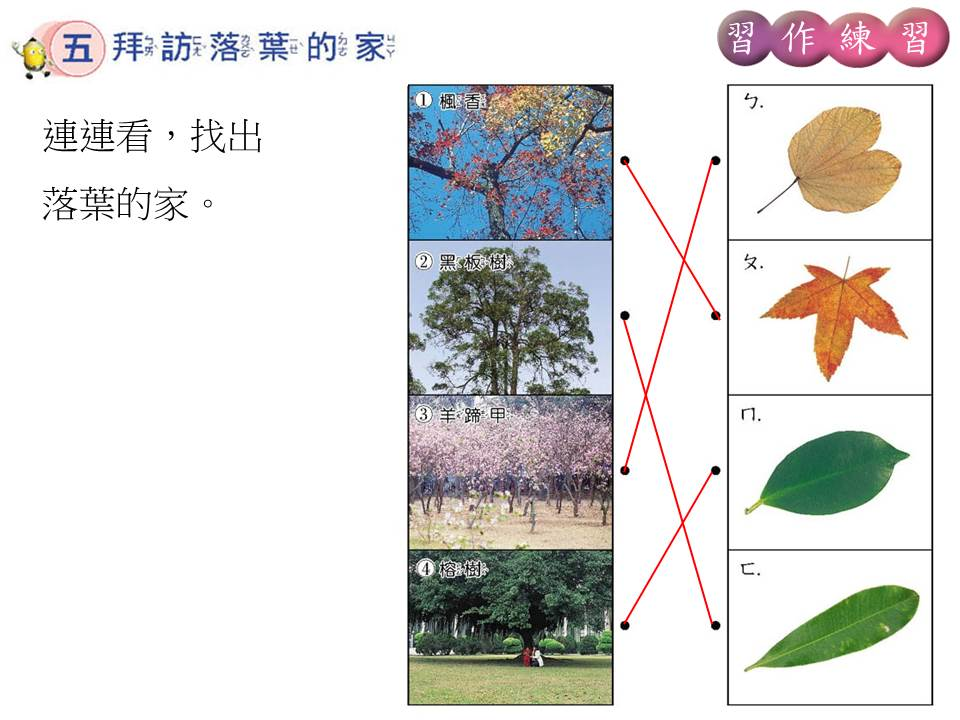 五 拜訪落葉的家
習作練習
連連看，找出
落葉的家。
① 楓香
② 黑板樹
③ 羊蹄甲
④ 榕樹
ㄅ.
ㄆ.
ㄇ.
ㄈ.